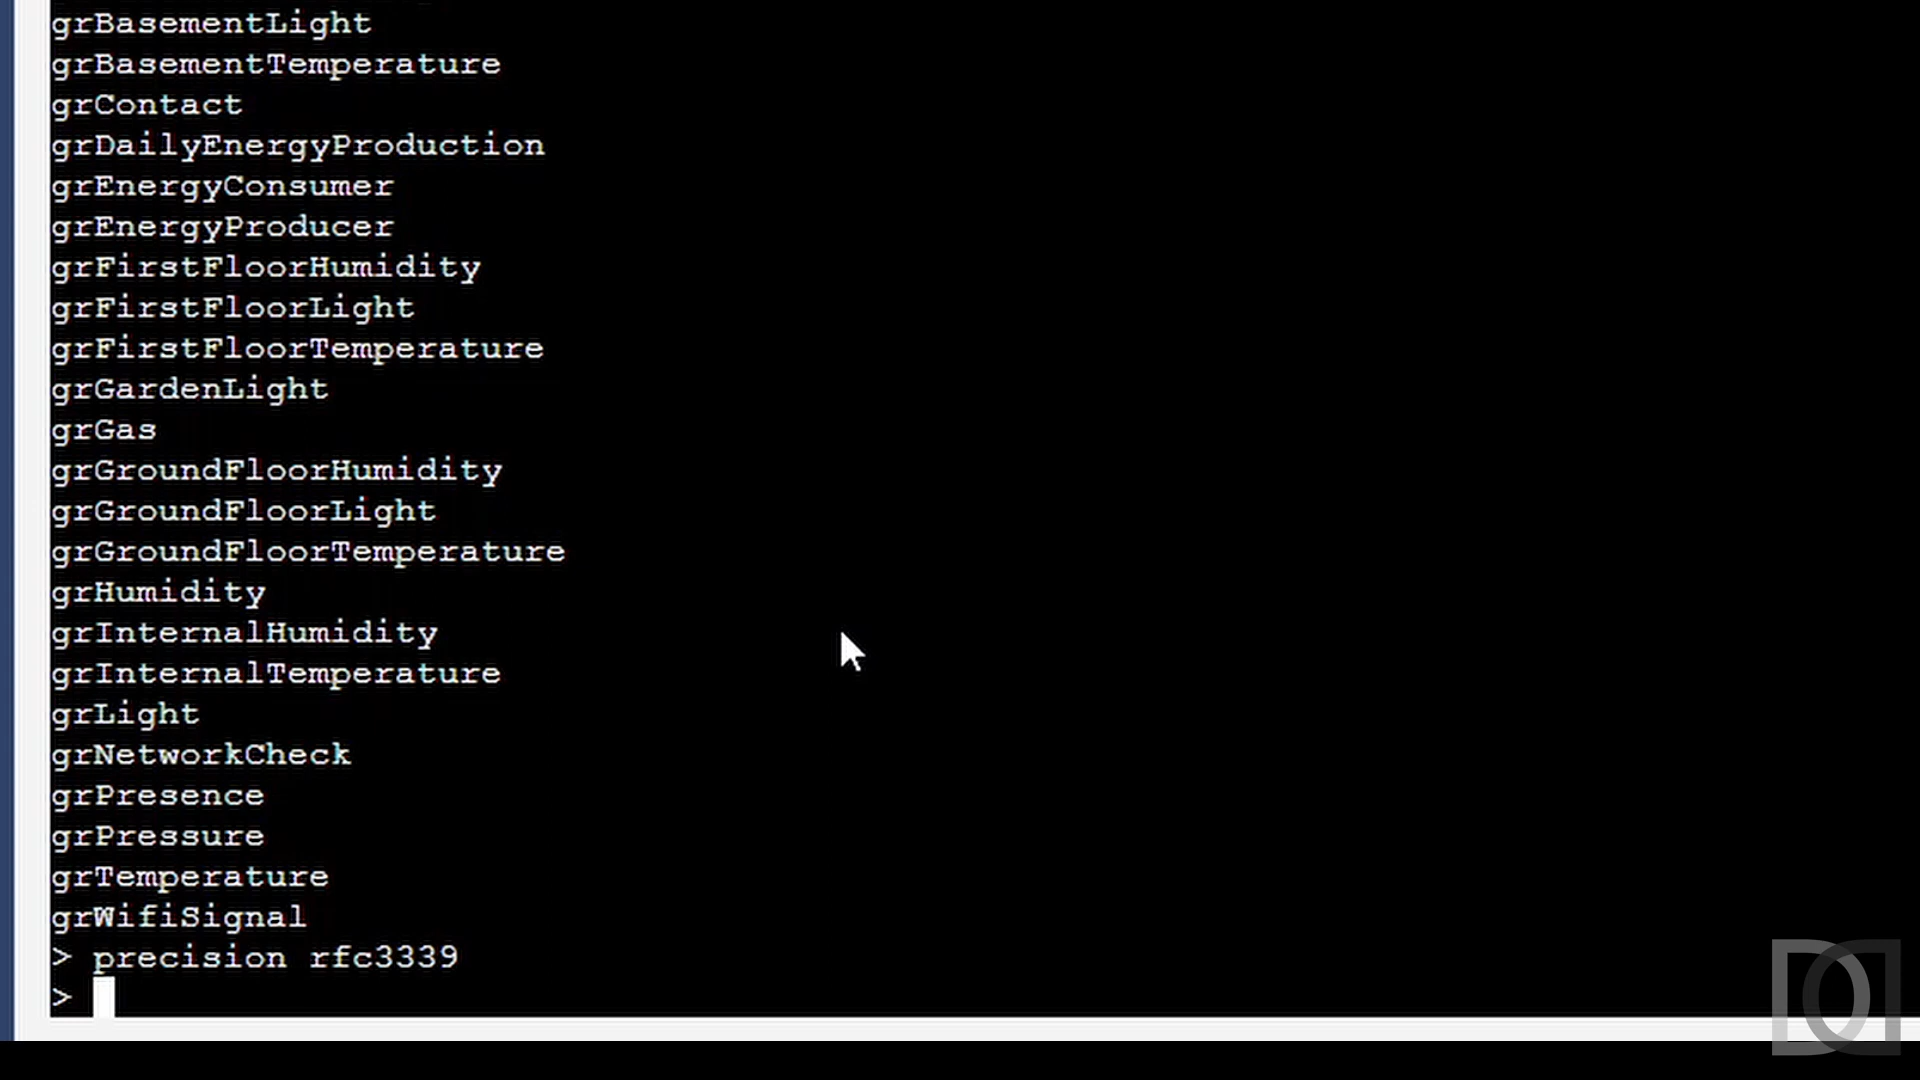 grBasementLight
grBasementTemperature
grContact
grDailyEnergyProduction
grEnergyConsumer
grEnergyProducer
grFirstFloorHumidity
grFirstFloorLight
grFirstFloorTemperature
grGardenLight
grGas
grGroundFloorHumidity
grGroundFloorLight
grGroundFloorTemperature
grHumidity
grInternalHumidity
grInternalTemperature
grLight
grNetworkCheck
grPresence
grPressure
grTemperature
grWifiSignal
> precision rfc3339
>